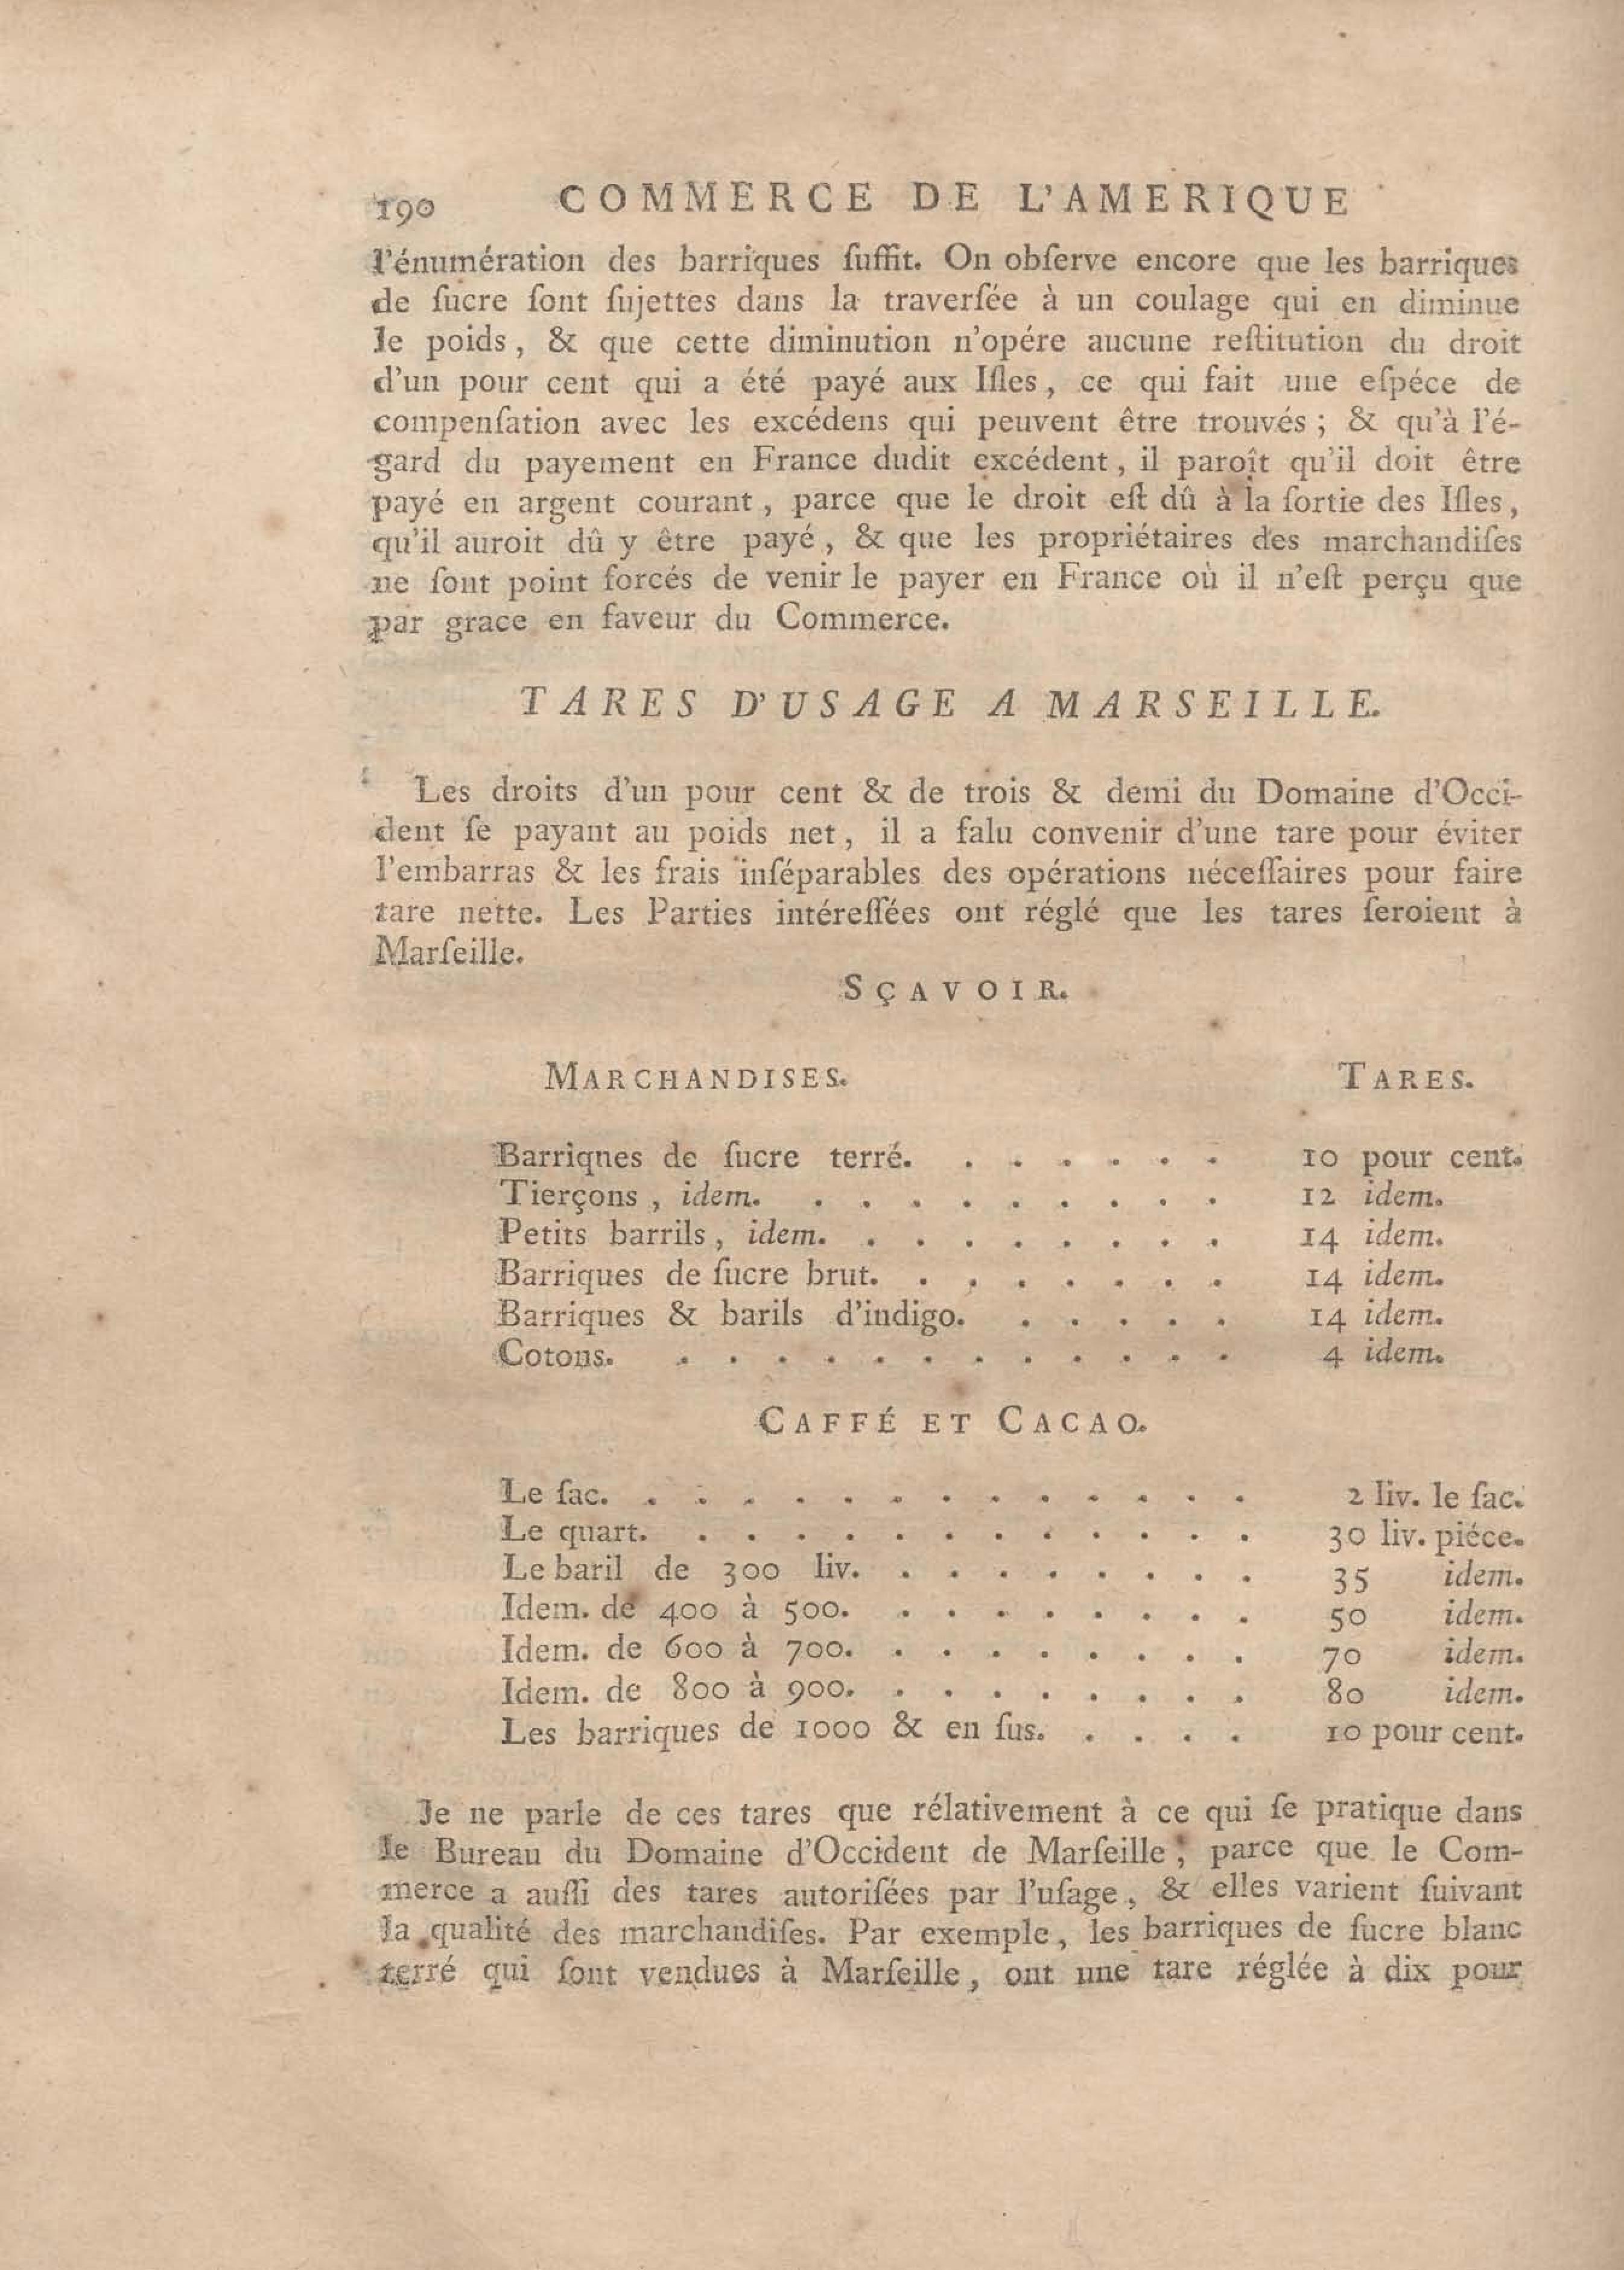 190 COMMERCE DE L'AMERIQUE
l'énumération des barriques ſuffit. On obſerve encore que les barriques
de ſucre ſont ſujettes dans la traverſée à un coulage qui en diminue
le poids, & que cette diminution n'opére aucune reſtitution du droit
d'un pour cent qui a été payé aux Iſles, ce qui fait une eſpéce de
compenſation avec les excédens qui peuvent être trouvés ; & qu'à l'é-
gard du payement en France dudit excédent, il paroît qu'il doit être
payé en argent courant, parce que le droit eſt dû à la ſortie des Iſles,
qu'il auroit dû y être payé, & que les propriétaires des marchandiſes
ne ſont point forcés de venir le payer en France où il n'eſt perçu que
par grace en faveur du Commerce.
TARES D'USAGE A MARSEILLE.
Les droits d'un pour cent & de trois & demi du Domaine d'Occi-
dent ſe payant au poids net, il a falu convenir d'une tare pour éviter
l'embarras & les frais inſéparables des opérations néceſſaires pour faire
tare nette. Les Parties intéreſſées ont réglé que les tares ſeroient à
Marſeille.
SÇAVOIR.
MARCHANDISES. TARES.
Barriques de ſucre terré. . . . . . . 10 pour cent.
Tierçons, idem. . . . . . . . . . 12 idem.
Petits barrils, idem. . . . . . . . . 14 idem.
Barriques de ſucre brut. . . . . . . . 14 idem.
Barriques & barils d'indigo. . . . . . 14 idem.
Cotons. . . . . . . . . . . . . 4 idem.
CAFFÉ ET CACAO.
Le ſac. . . . . . . . . . . . . . 2 liv. le ſac.
Le quart. . . . . . . . . . . . . 30 liv. piéce.
Le baril de 300 liv. . . . . . . . . 35 idem.
Idem. de 400 à 500. . . . . . . . . 50 idem.
Idem. de 600 à 700. . . . . . . . . 70 idem.
Idem. de 800 à 900. . . . . . . . . 80 idem.
Les barriques de 1000 & en ſus. . . . . 10 pour cent.
Je ne parle de ces tares que rélativement à ce qui ſe pratique dans
le Bureau du Domaine d'Occident de Marſeille, parce que le Com-
merce a auſſi des tares autoriſées par l'uſage, & elles varient ſuivant
la qualité des marchandiſes. Par exemple, les barriques de ſucre blanc
terré qui ſont vendues à Marſeille, ont une tare réglée à dix pour